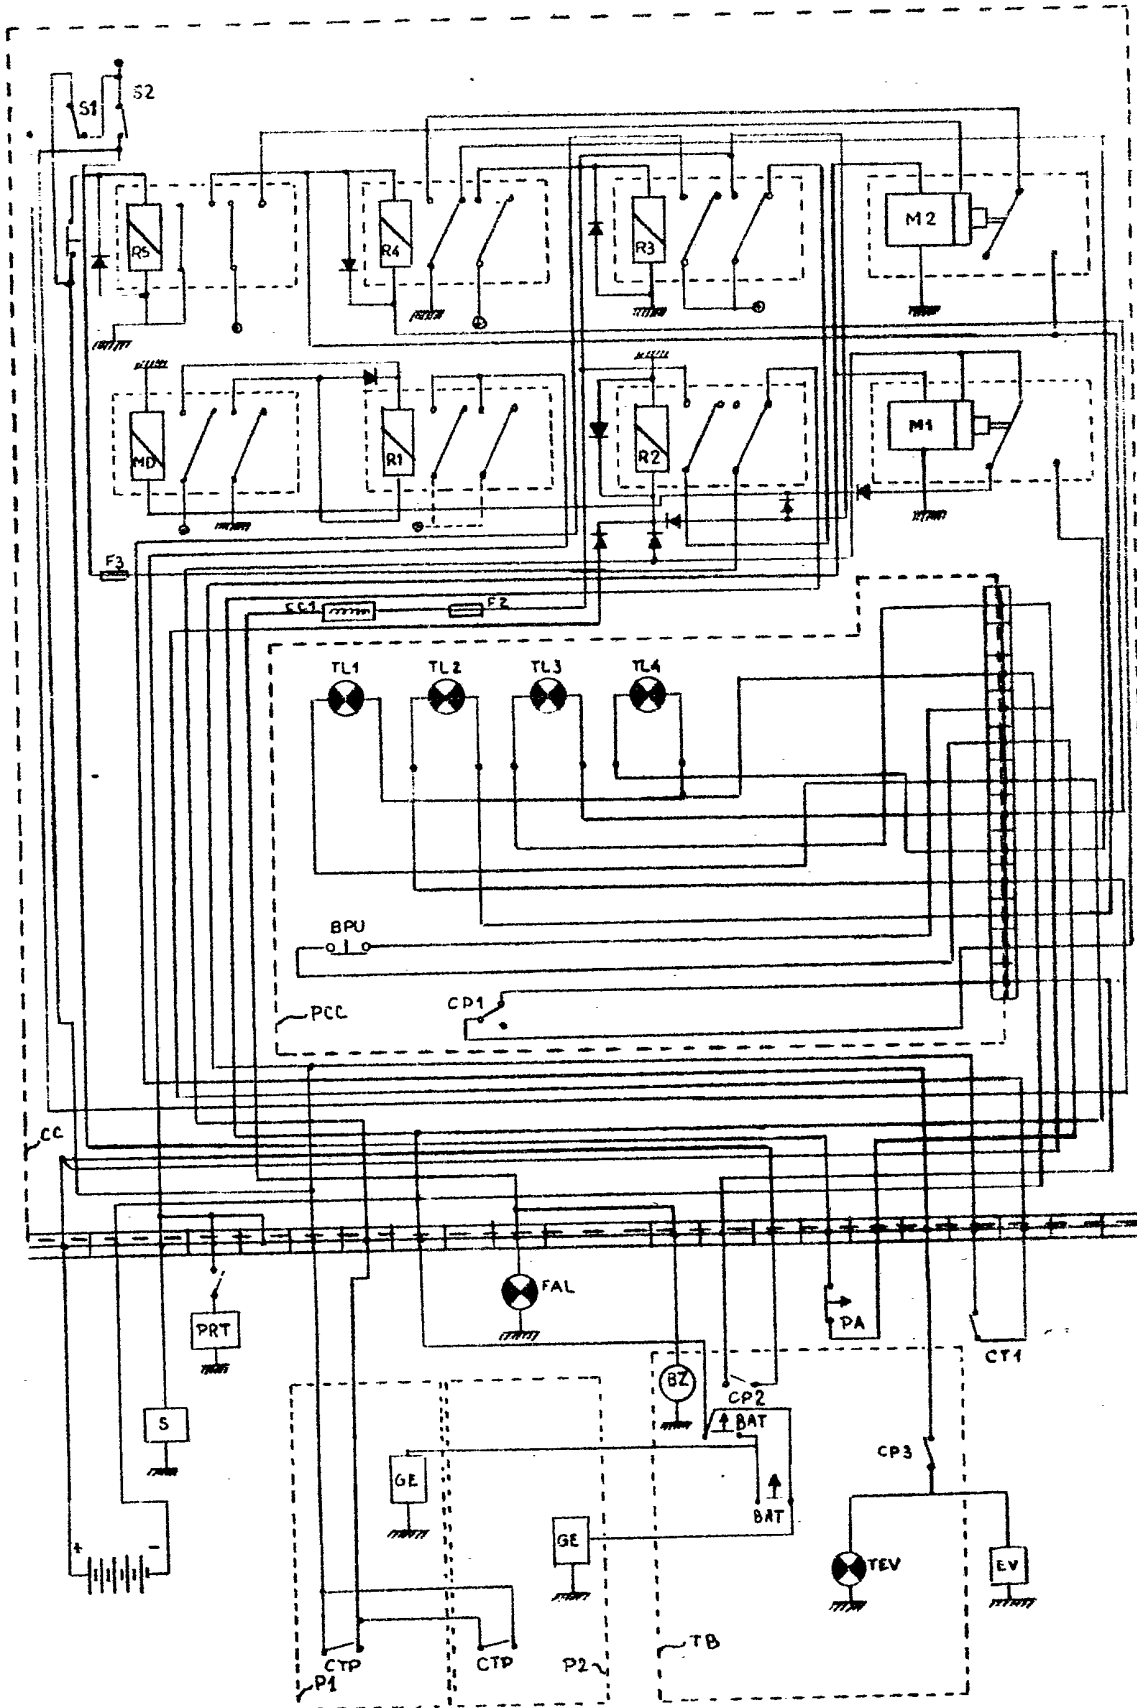 S1
S2
R5
R4
R3
M2
MD
R1
R2
M1
F3
CC1
F2
TL1
TL2
TL3
TL4
BPU
CP1
PCC
CC
FAL
PRT
PA
CT1
BZ
CP2
BAT
S
CP3
GE
BAT
GE
+
-
TEV
EV
TB
CTP
CTP
P2
P1